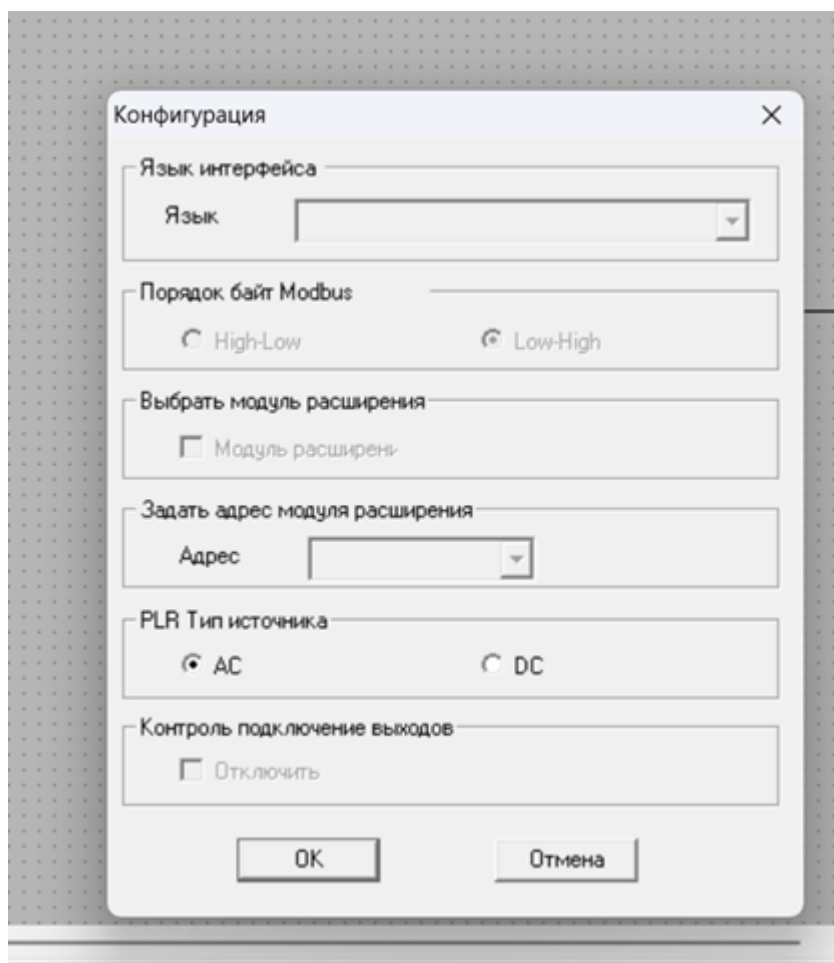 Конфигурация
Язык интерфейса
Язык
Порядок байт Modbus
High-Low Low-High
Выбрать модуль расширения
Модуль расширени
Задать адрес модуля расширения
Адрес
PLR Тип источника
AC DC
Контроль подключение выходов
Отключить
OK Отмена